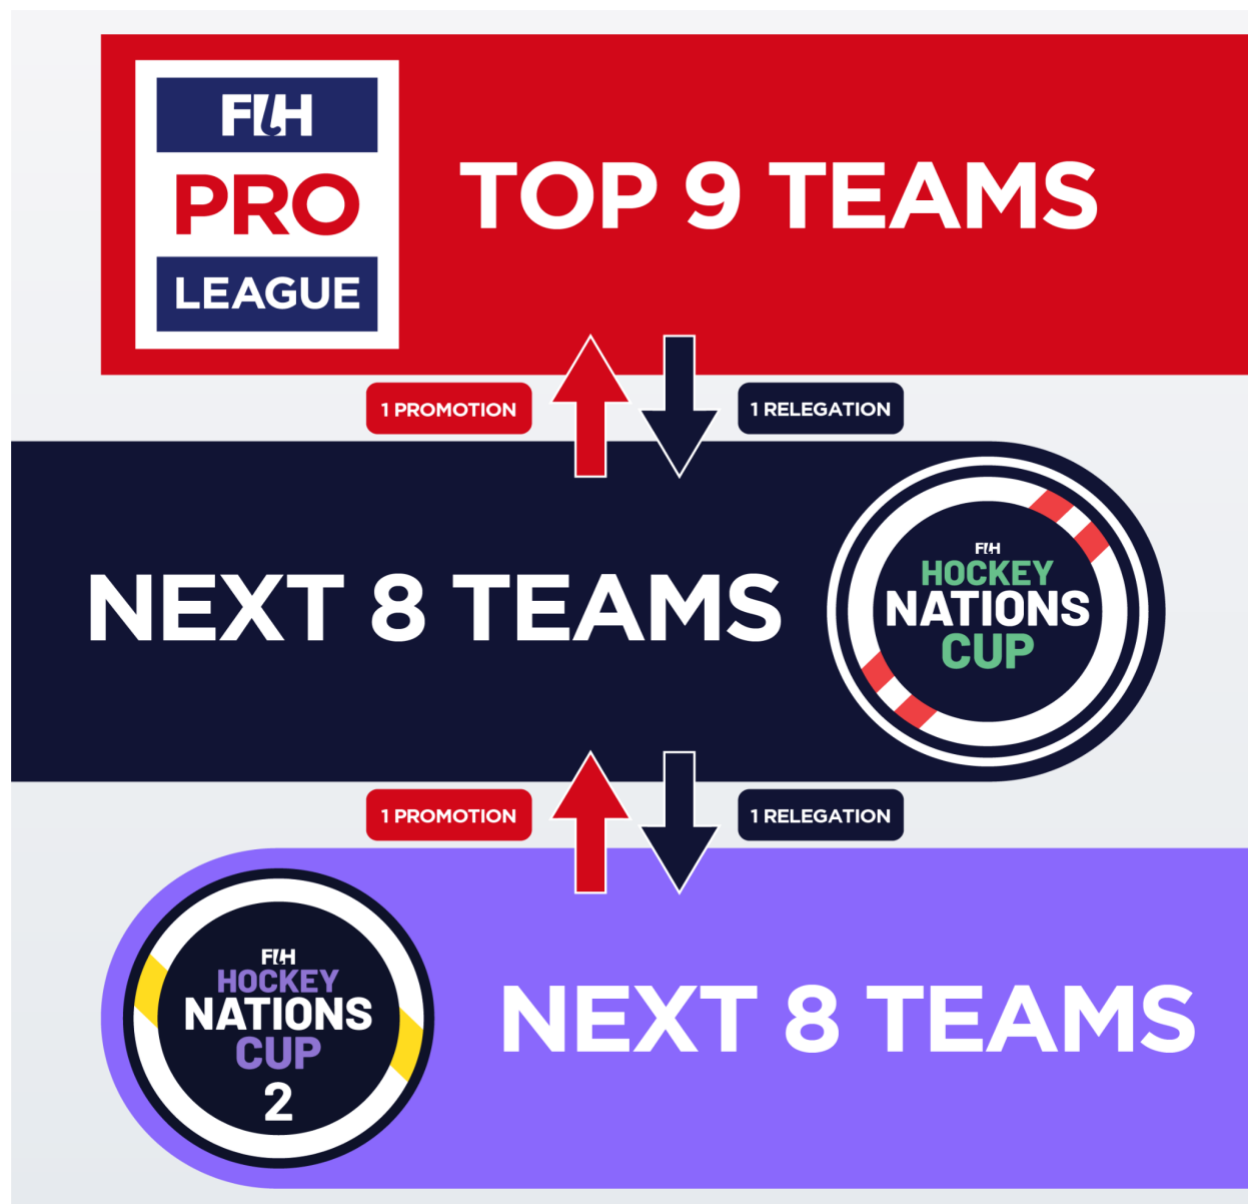 FIH
PRO
LEAGUE
TOP 9 TEAMS
1 PROMOTION
1 RELEGATION
NEXT 8 TEAMS
FIH
HOCKEY
NATIONS
CUP
1 PROMOTION
1 RELEGATION
FIH
HOCKEY
NATIONS
CUP
2
NEXT 8 TEAMS